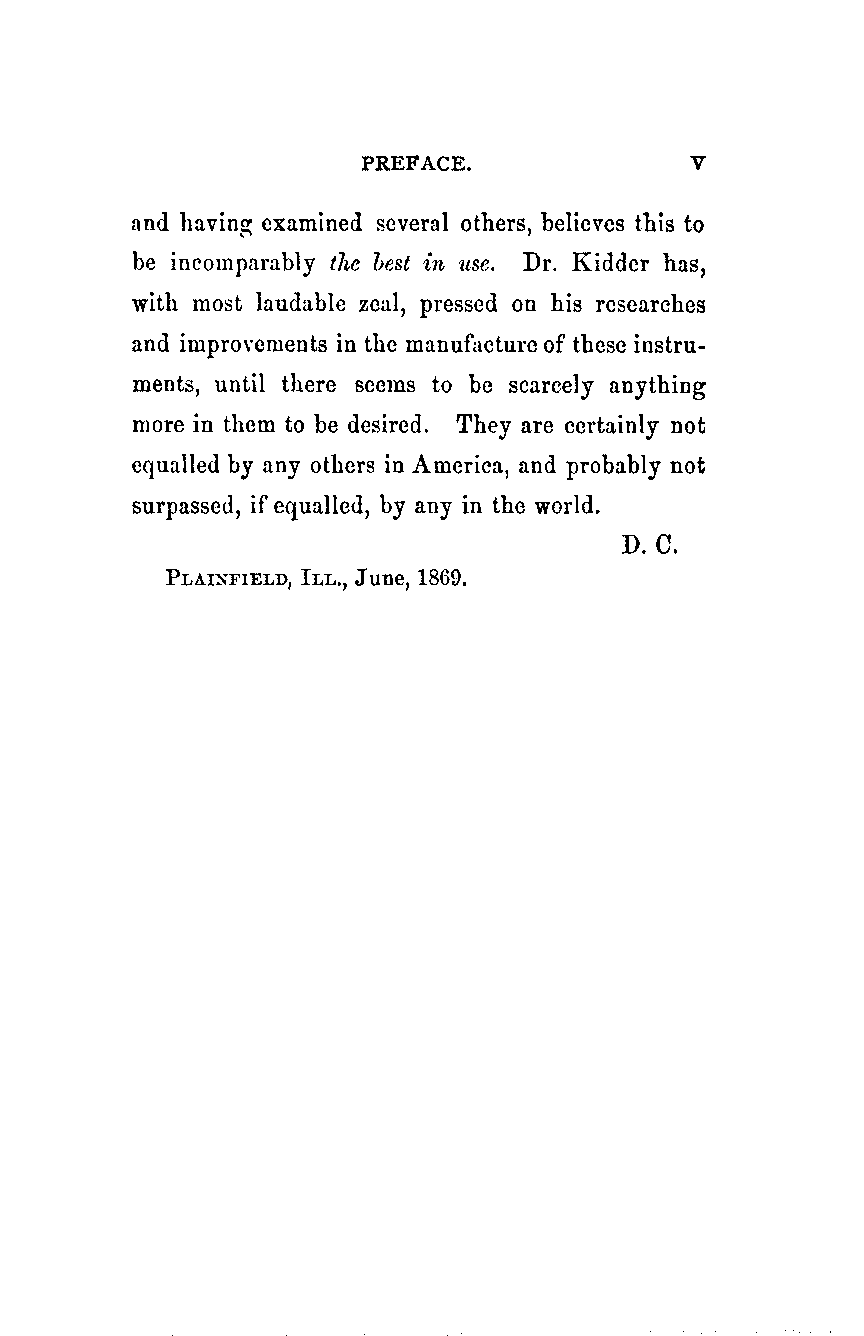 PREFACE. V
and having examined several others, believes this to
be incomparably the best in use. Dr. Kidder has,
with most laudable zeal, pressed on his researches
and improvements in the manufacture of these instru-
ments, until there seems to be scarcely anything
more in them to be desired. They are certainly not
equalled by any others in America, and probably not
surpassed, if equalled, by any in the world.
D. C.
PLAINFIELD, ILL., June, 1869.